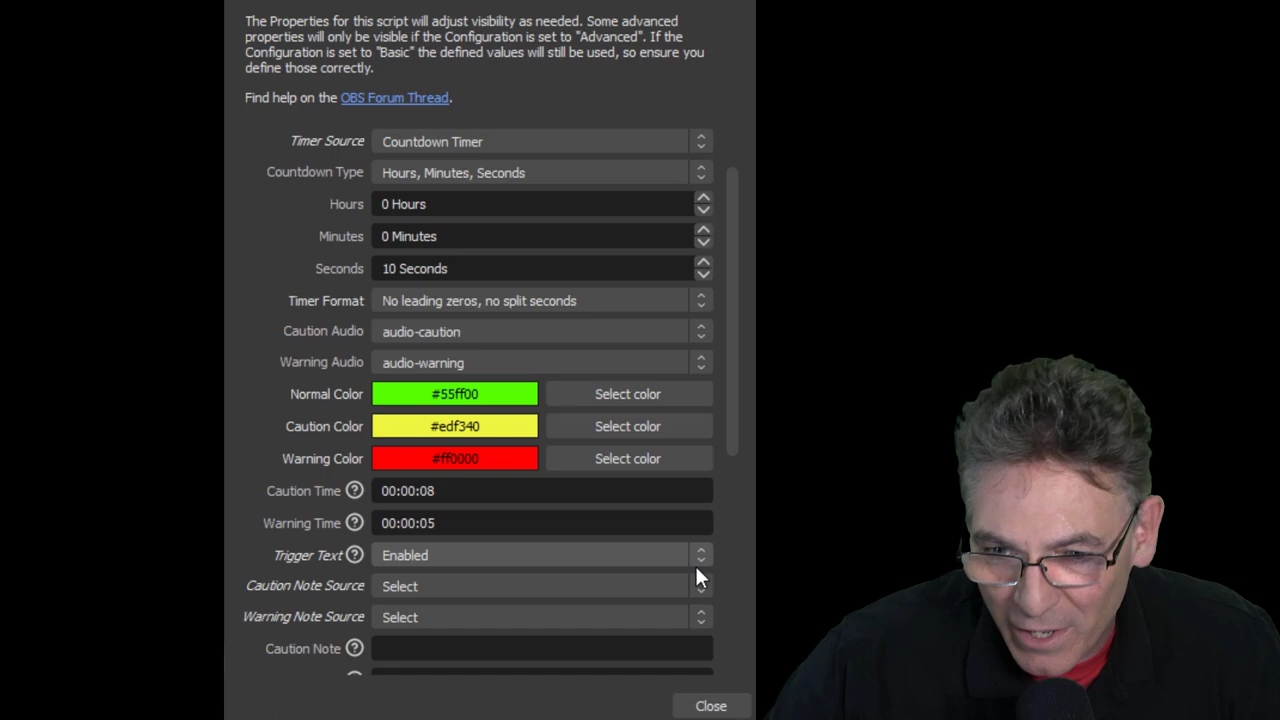 The Properties for this script will adjust visibility as needed. Some advanced
properties will only be visible if the Configuration is set to "Advanced". If the
Configuration is set to "Basic" the defined values will still be used, so ensure you
define those correctly.
Find help on the OBS Forum Thread.
Timer Source Countdown Timer
Countdown Type Hours, Minutes, Seconds
Hours 0 Hours
Minutes 0 Minutes
Seconds 10 Seconds
Timer Format No leading zeros, no split seconds
Caution Audio audio-caution
Warning Audio audio-warning
Normal Color #55ff00 Select color
Caution Color #edf340 Select color
Warning Color #ff0000 Select color
Caution Time ? 00:00:08
Warning Time ? 00:00:05
Trigger Text ? Enabled
Caution Note Source Select
Warning Note Source Select
Caution Note ?
Close